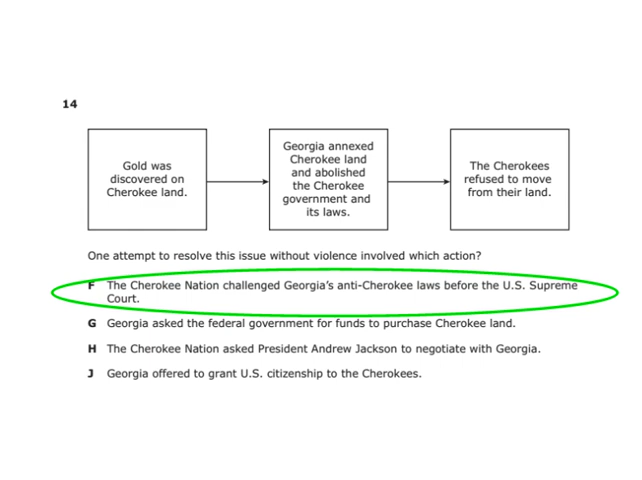 14
Gold was
discovered on
Cherokee land.
Georgia annexed
Cherokee land
and abolished
the Cherokee
government and
its laws.
The Cherokees
refused to move
from their land.
One attempt to resolve this issue without violence involved which action?
F The Cherokee Nation challenged Georgia's anti-Cherokee laws before the U.S. Supreme
Court.
G Georgia asked the federal government for funds to purchase Cherokee land.
H The Cherokee Nation asked President Andrew Jackson to negotiate with Georgia.
J Georgia offered to grant U.S. citizenship to the Cherokees.